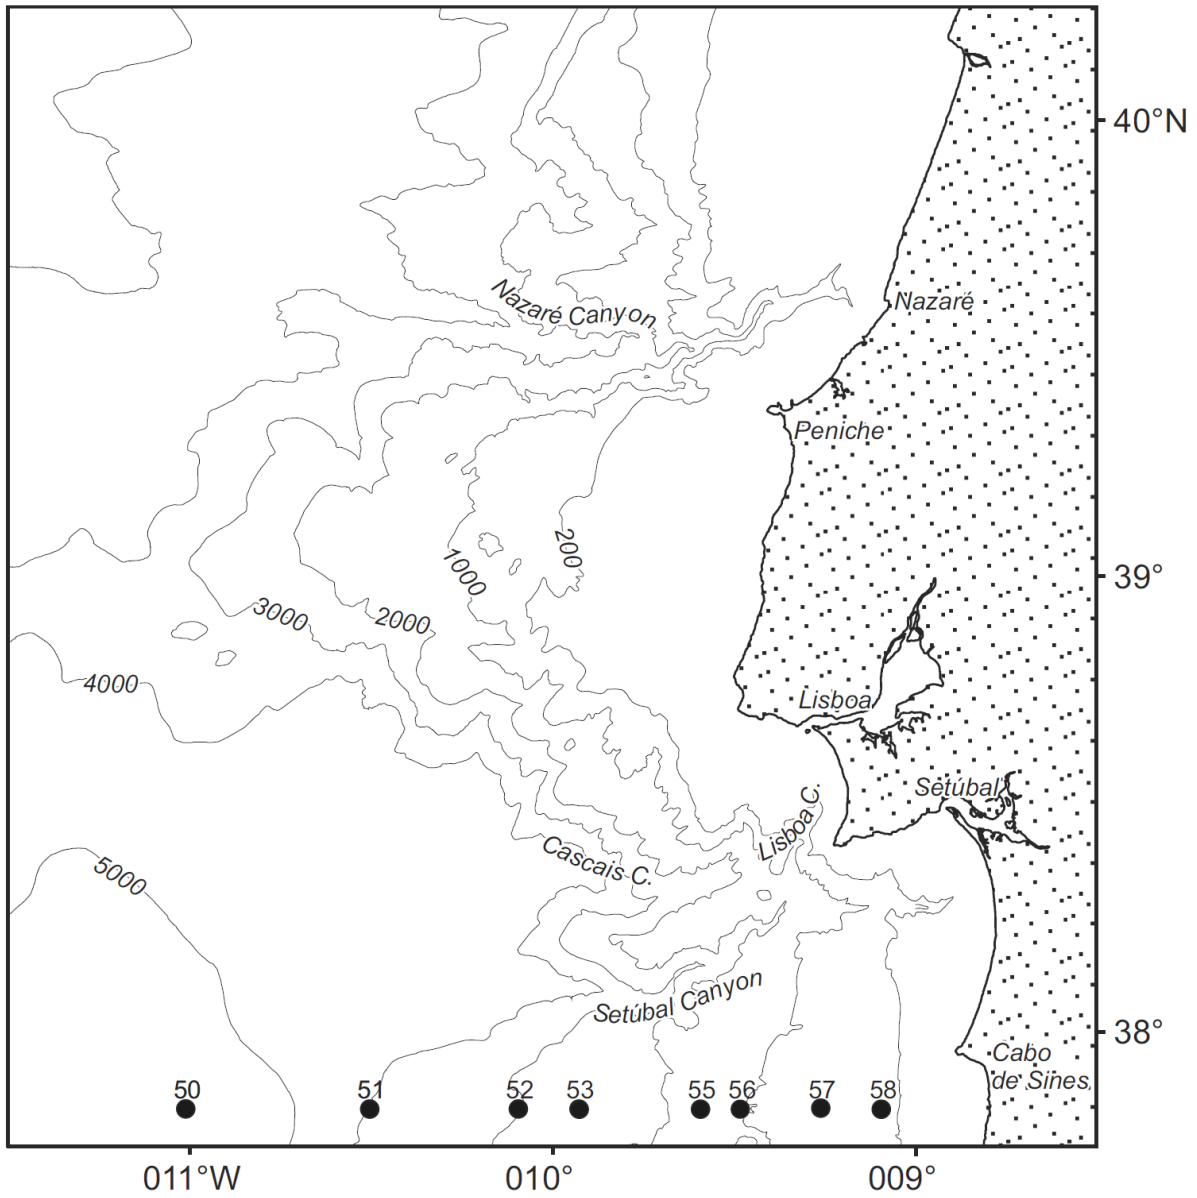 40°N
Nazaré Canyon
Nazaré
Peniche
200
1000
39°
3000
2000
4000
Lisboa
Setúbal
Lisboa C.
Cascais C.
5000
Setúbal Canyon
38°
Cabo
de Sines
50 51 52 53 55 56 57 58
011°W 010° 009°